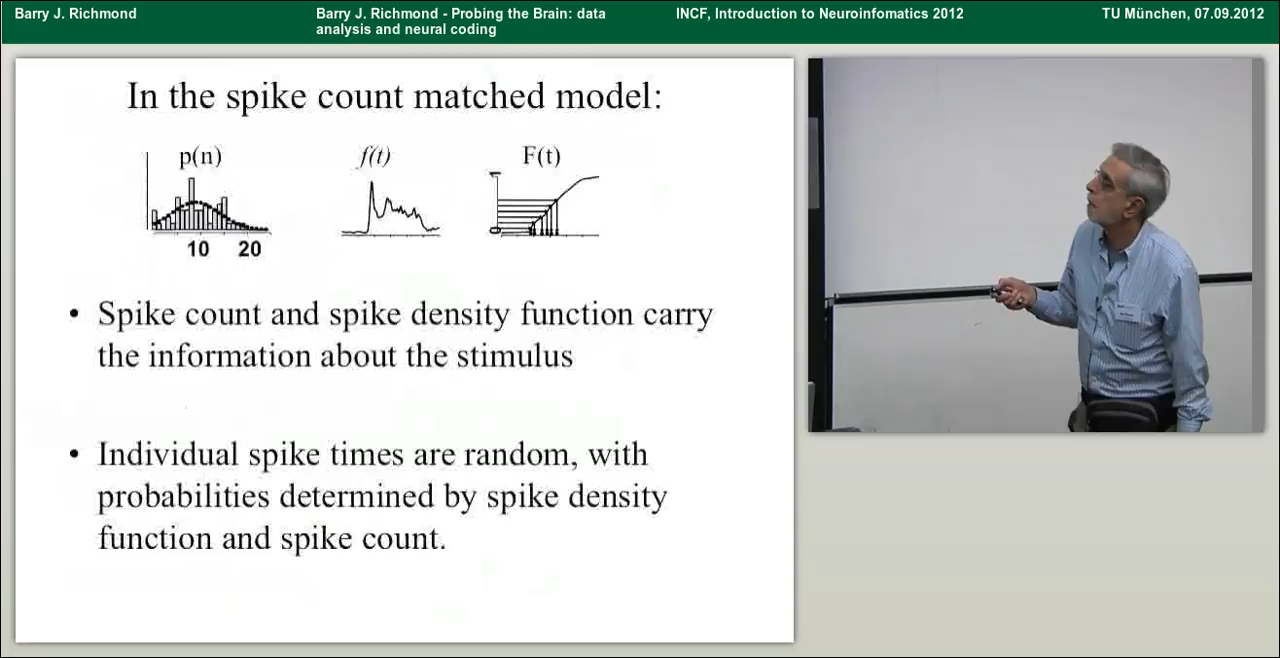 Barry J. Richmond
Barry J. Richmond - Probing the Brain: data
analysis and neural coding
INCF, Introduction to Neuroinfomatics 2012
TU München, 07.09.2012
In the spike count matched model:
p(n)
f(t)
F(t)
10 20
• Spike count and spike density function carry
the information about the stimulus
• Individual spike times are random, with
probabilities determined by spike density
function and spike count.